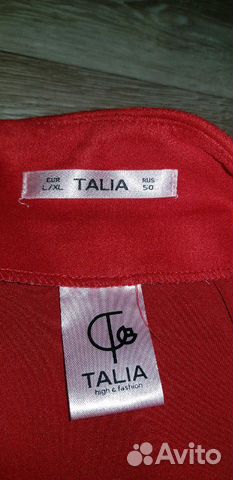 EUR TALIA RUS
L/XL 50
TALIA
high & fashion
Avito